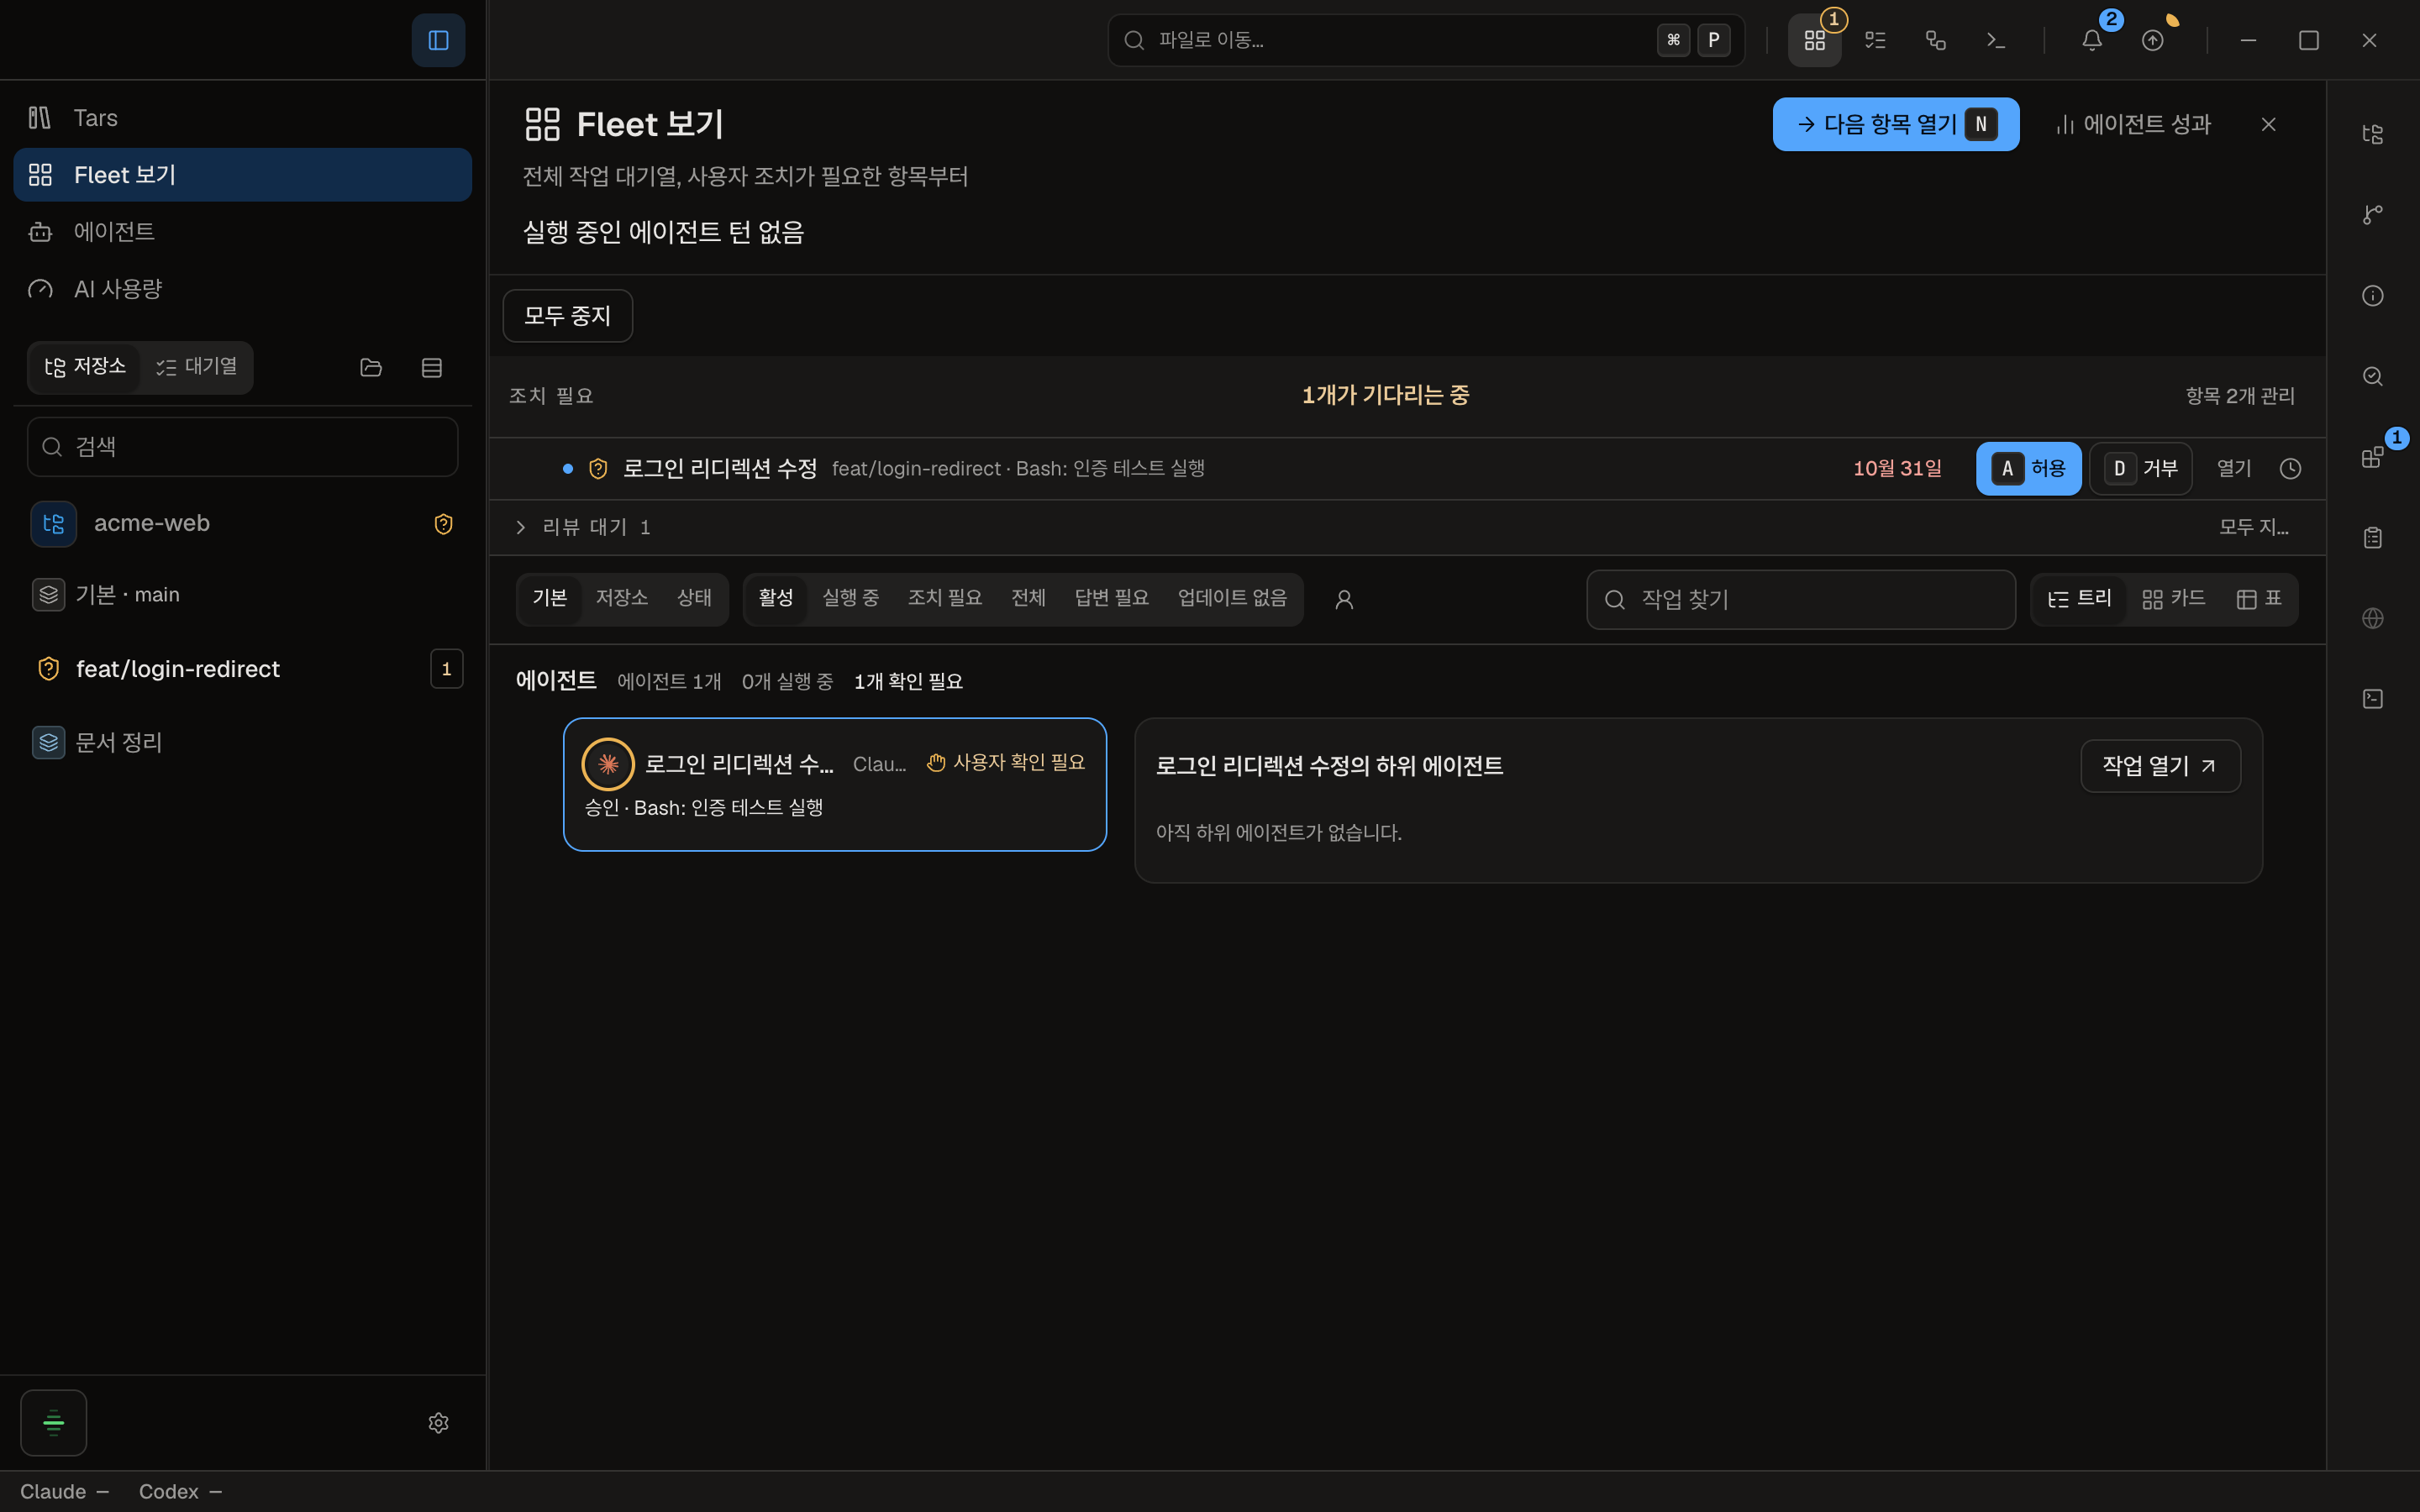 파일로 이동...
⌘ P
1
2
Tars
Fleet 보기
에이전트
AI 사용량
저장소 대기열
검색
acme-web
기본 · main
feat/login-redirect 1
문서 정리
Fleet 보기
다음 항목 열기 N
에이전트 성과
전체 작업 대기열, 사용자 조치가 필요한 항목부터
실행 중인 에이전트 턴 없음
모두 중지
조치 필요 1개가 기다리는 중 항목 2개 관리
로그인 리디렉션 수정 feat/login-redirect · Bash: 인증 테스트 실행 10월 31일 A 허용 D 거부 열기
리뷰 대기 1 모두 지...
기본 저장소 상태 활성 실행 중 조치 필요 전체 답변 필요 업데이트 없음 작업 찾기 트리 카드 표
에이전트 에이전트 1개 0개 실행 중 1개 확인 필요
로그인 리디렉션 수... Clau... 사용자 확인 필요
승인 · Bash: 인증 테스트 실행
로그인 리디렉션 수정의 하위 에이전트 작업 열기
아직 하위 에이전트가 없습니다.
1
Claude — Codex —